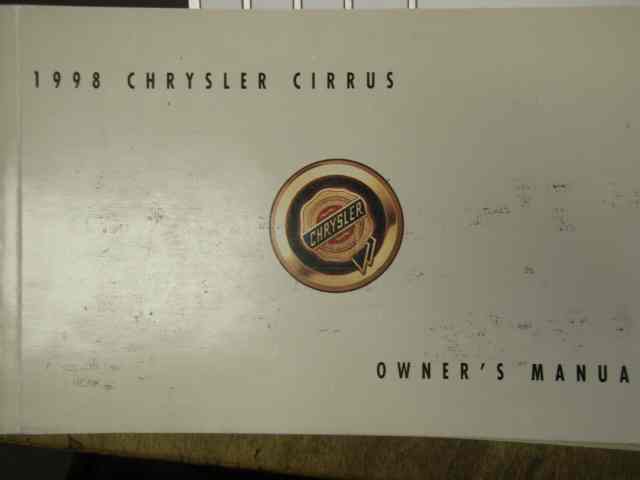 1998 CHRYSLER CIRRUS
CHRYSLER
OWNER'S MANUA